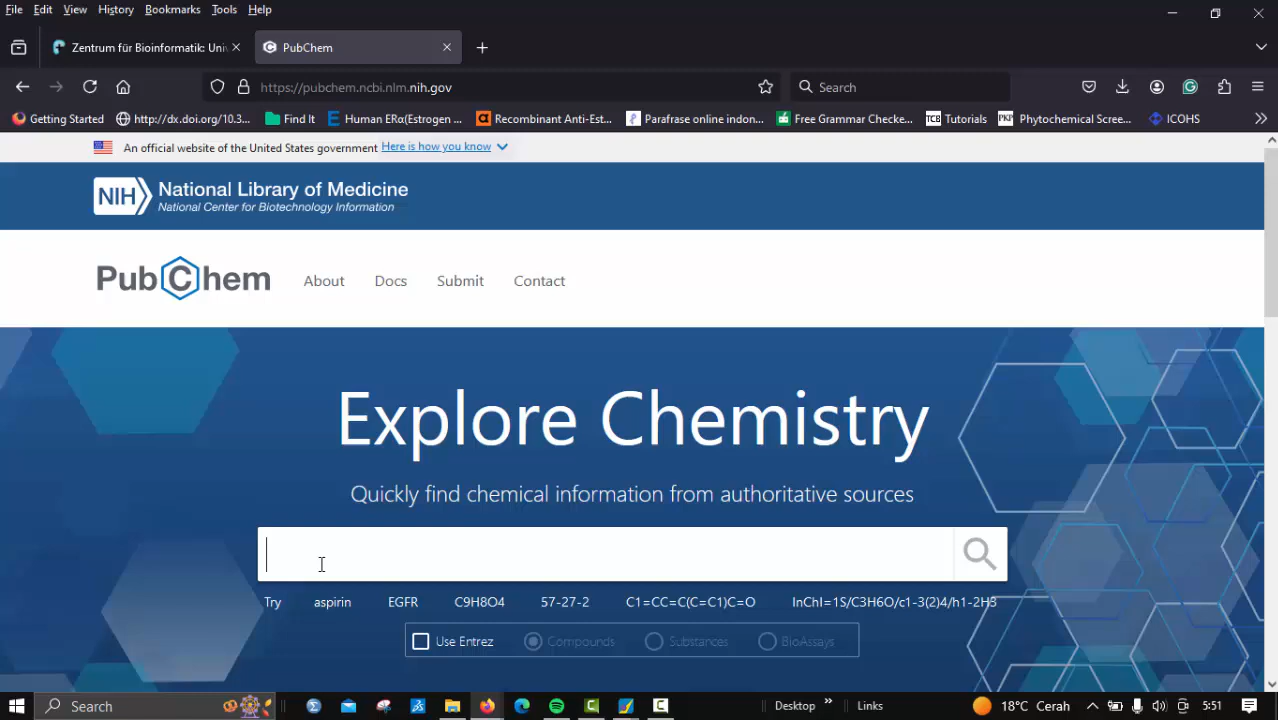 File Edit View History Bookmarks Tools Help
Zentrum für Bioinformatik: Univ
PubChem
https://pubchem.ncbi.nlm.nih.gov
Search
Getting Started
http://dx.doi.org/10.3...
Find It
Human ERα(Estrogen ...
Recombinant Anti-Est...
Parafrase online indon...
Free Grammar Checke...
TCB Tutorials
PKP Phytochemical Scree...
ICOHS
An official website of the United States government Here is how you know
NIH National Library of Medicine
National Center for Biotechnology Information
PubChem
About Docs Submit Contact
Explore Chemistry
Quickly find chemical information from authoritative sources
Try aspirin EGFR C9H8O4 57-27-2 C1=CC=C(C=C1)C=O InChI=1S/C3H6O/c1-3(2)4/h1-2H3
Use Entrez Compounds Substances BioAssays
Search
Desktop
Links
18°C Cerah
5:51